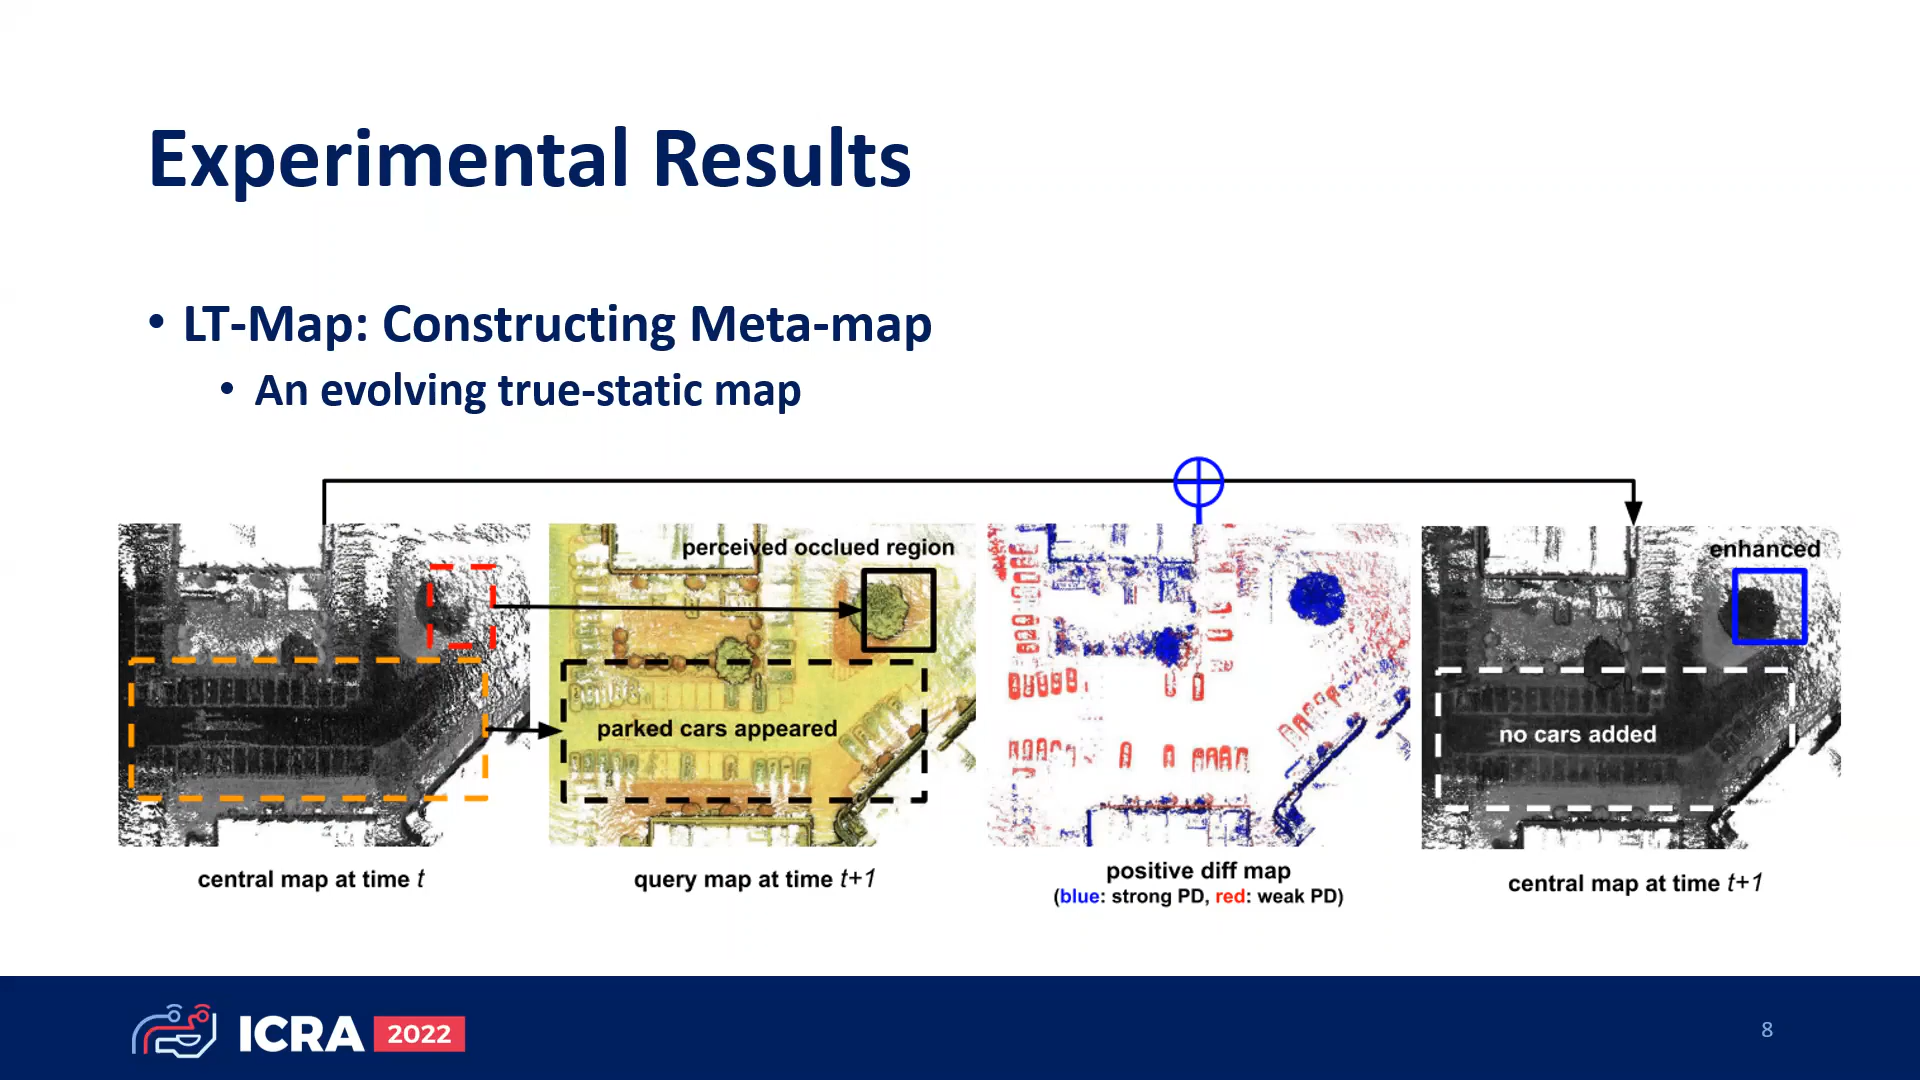 Experimental Results
• LT-Map: Constructing Meta-map
• An evolving true-static map
perceived occlued region
enhanced
parked cars appeared
no cars added
central map at time t
query map at time t+1
positive diff map
(blue: strong PD, red: weak PD)
central map at time t+1
ICRA 2022
8